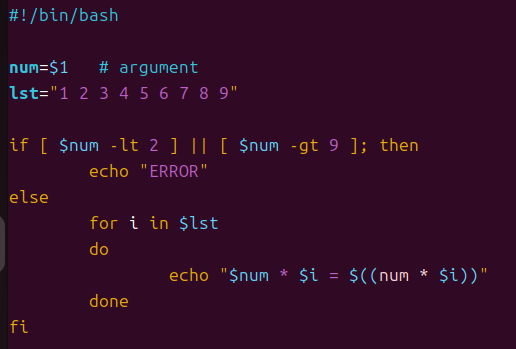 #!/bin/bash

num=$1   # argument
lst="1 2 3 4 5 6 7 8 9"

if [ $num -lt 2 ] || [ $num -gt 9 ]; then
        echo "ERROR"
else
        for i in $lst
        do
                echo "$num * $i = $((num * $i))"
        done
fi